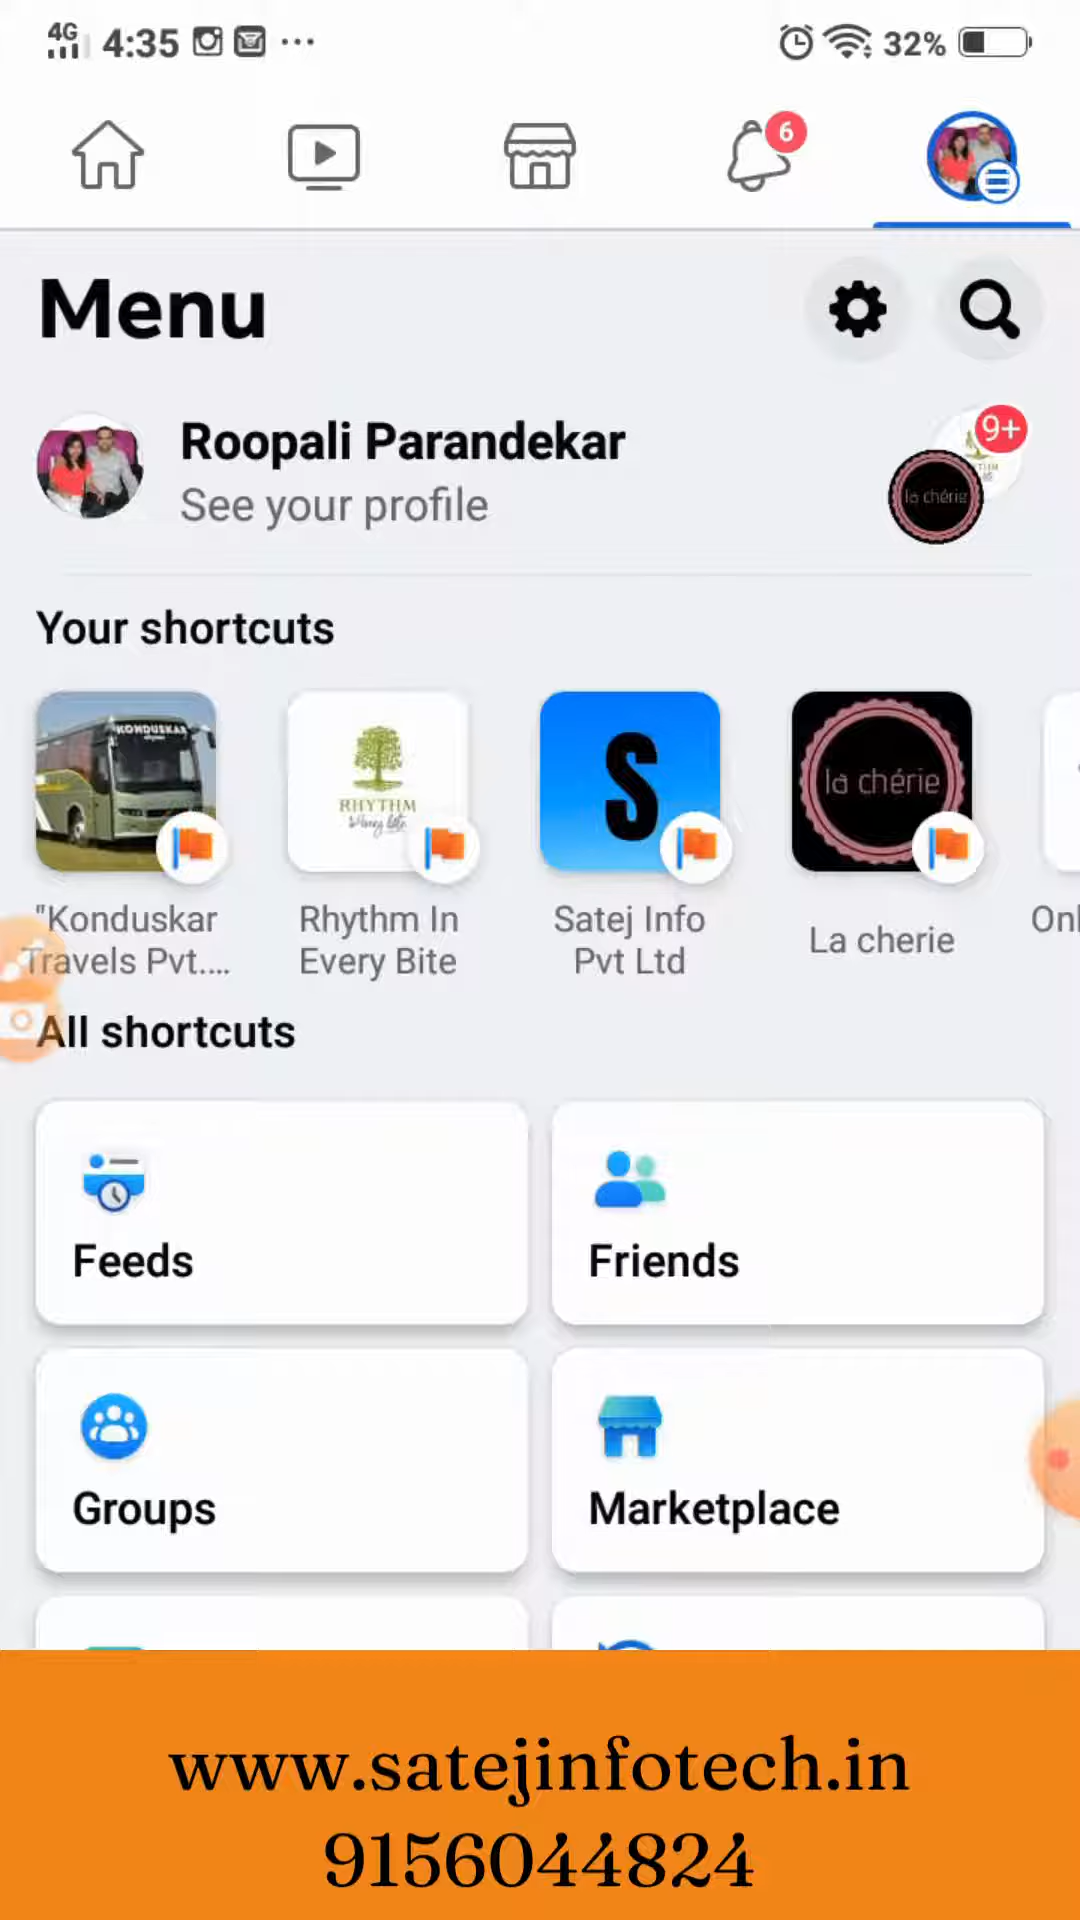 4G 4:35 ... 32%
6
Menu
Roopali Parandekar
See your profile
9+
la chérie
Your shortcuts
KONDUSKAR
RHYTHM
la chérie
"Konduskar Travels Pvt....
Rhythm In Every Bite
Satej Info Pvt Ltd
La cherie
Onl
All shortcuts
Feeds
Friends
Groups
Marketplace
www.satejinfotech.in
9156044824